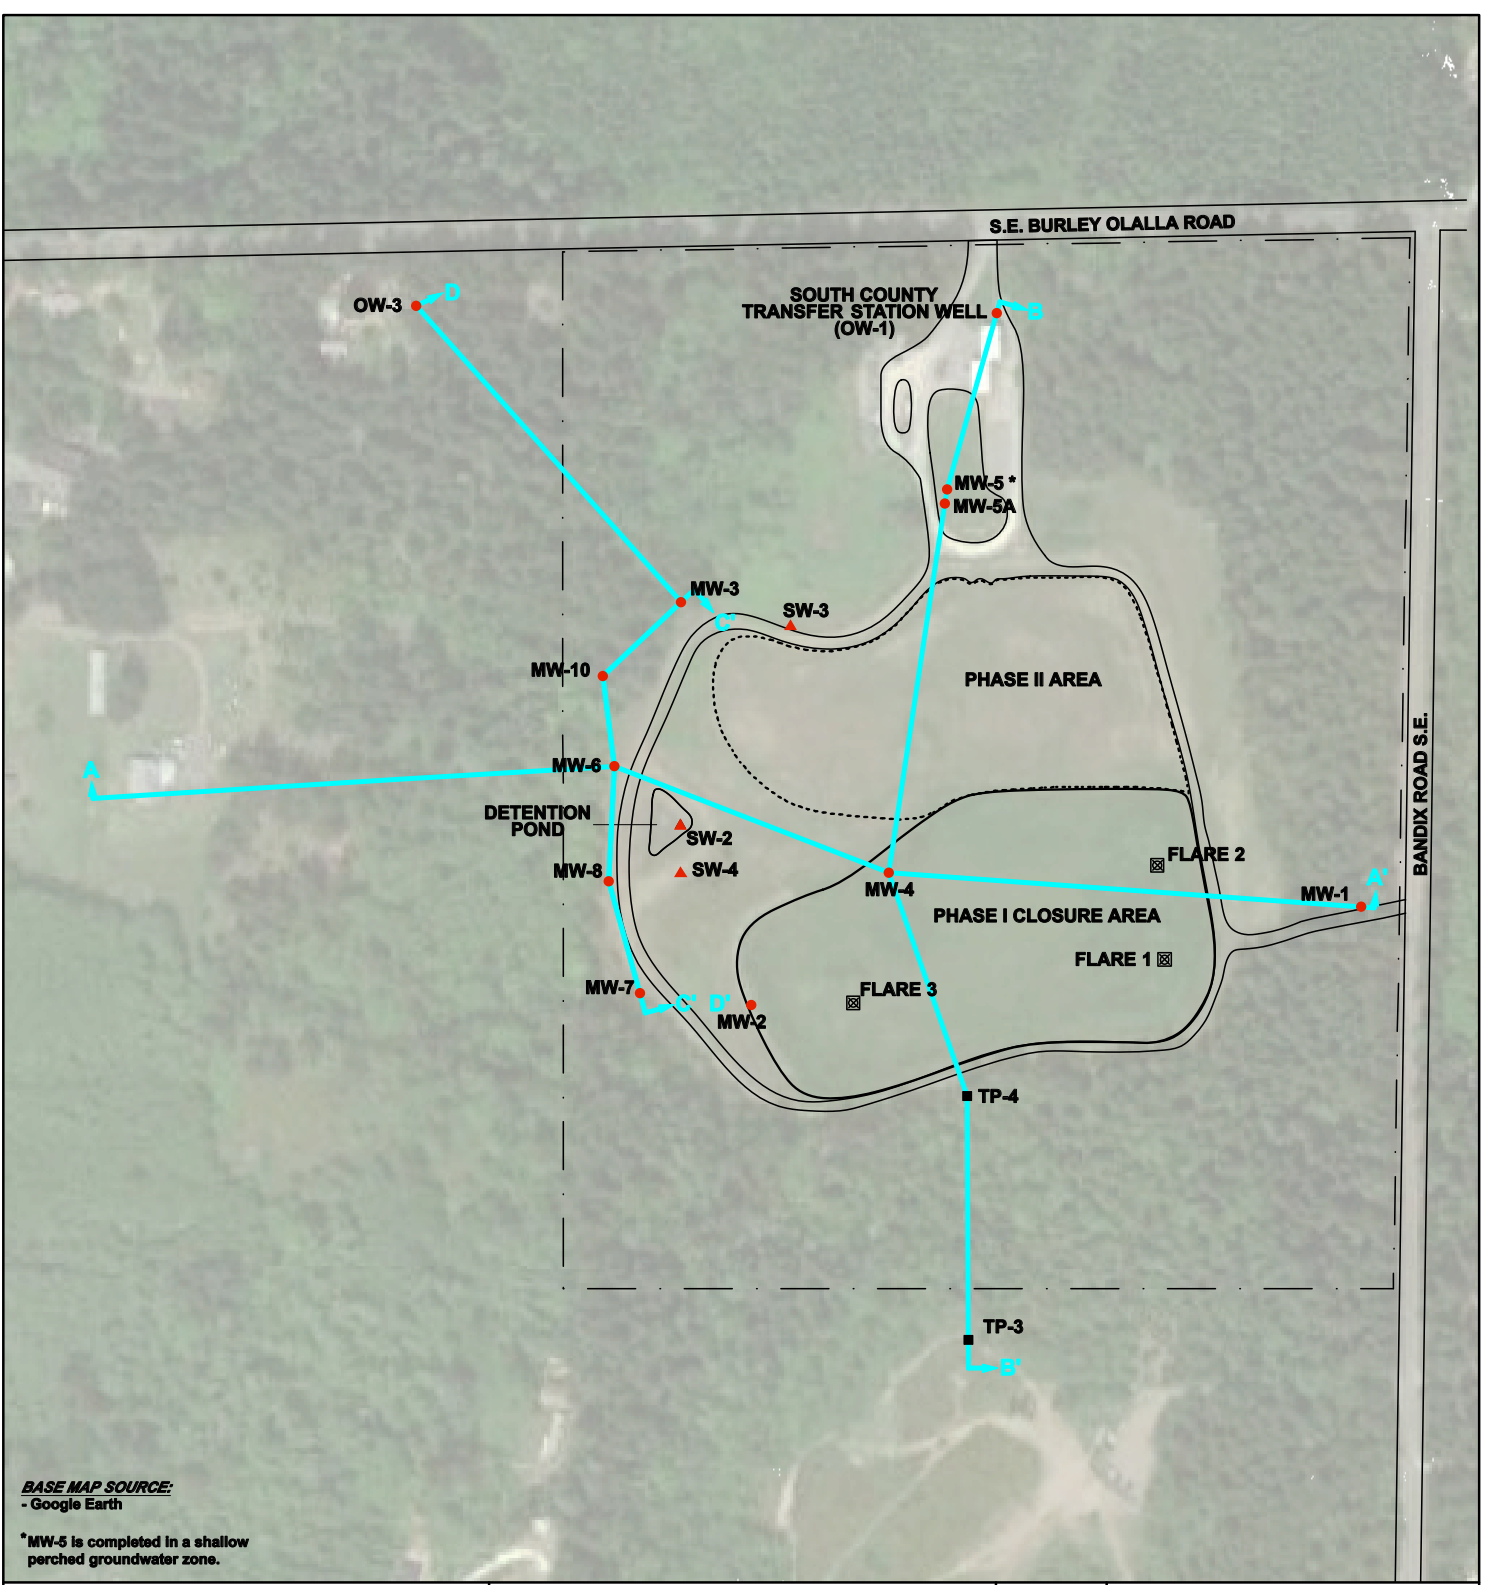 S.E. BURLEY OLALLA ROAD
D
OW-3
SOUTH COUNTY
TRANSFER STATION WELL
(OW-1)
B
MW-5 *
MW-5A
MW-3
C'
SW-3
MW-10
PHASE II AREA
BANDIX ROAD S.E.
A
MW-6
DETENTION
POND
SW-2
MW-8
SW-4
FLARE 2
MW-4
MW-1
A'
PHASE I CLOSURE AREA
FLARE 1
MW-7
FLARE 3
C' D'
MW-2
TP-4
TP-3
B'
BASE MAP SOURCE:
- Google Earth
*MW-5 is completed in a shallow
perched groundwater zone.